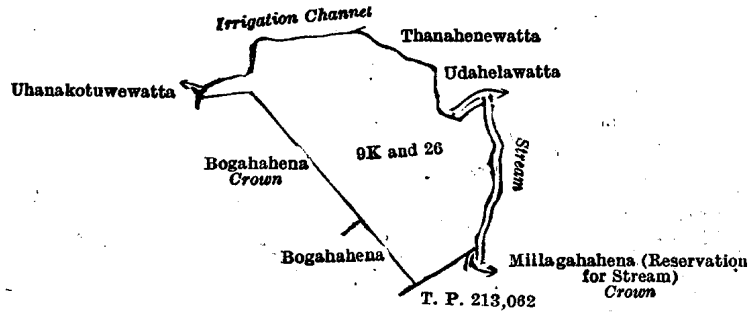 Irrigation Channel
Thanahenewatta
Udahelawatta
Uhanakotuwewatta
9K and 26
Stream
Bogahahena
Crown
Bogahahena
Millagahahena (Reservation
for Stream)
Crown
T. P. 213,062